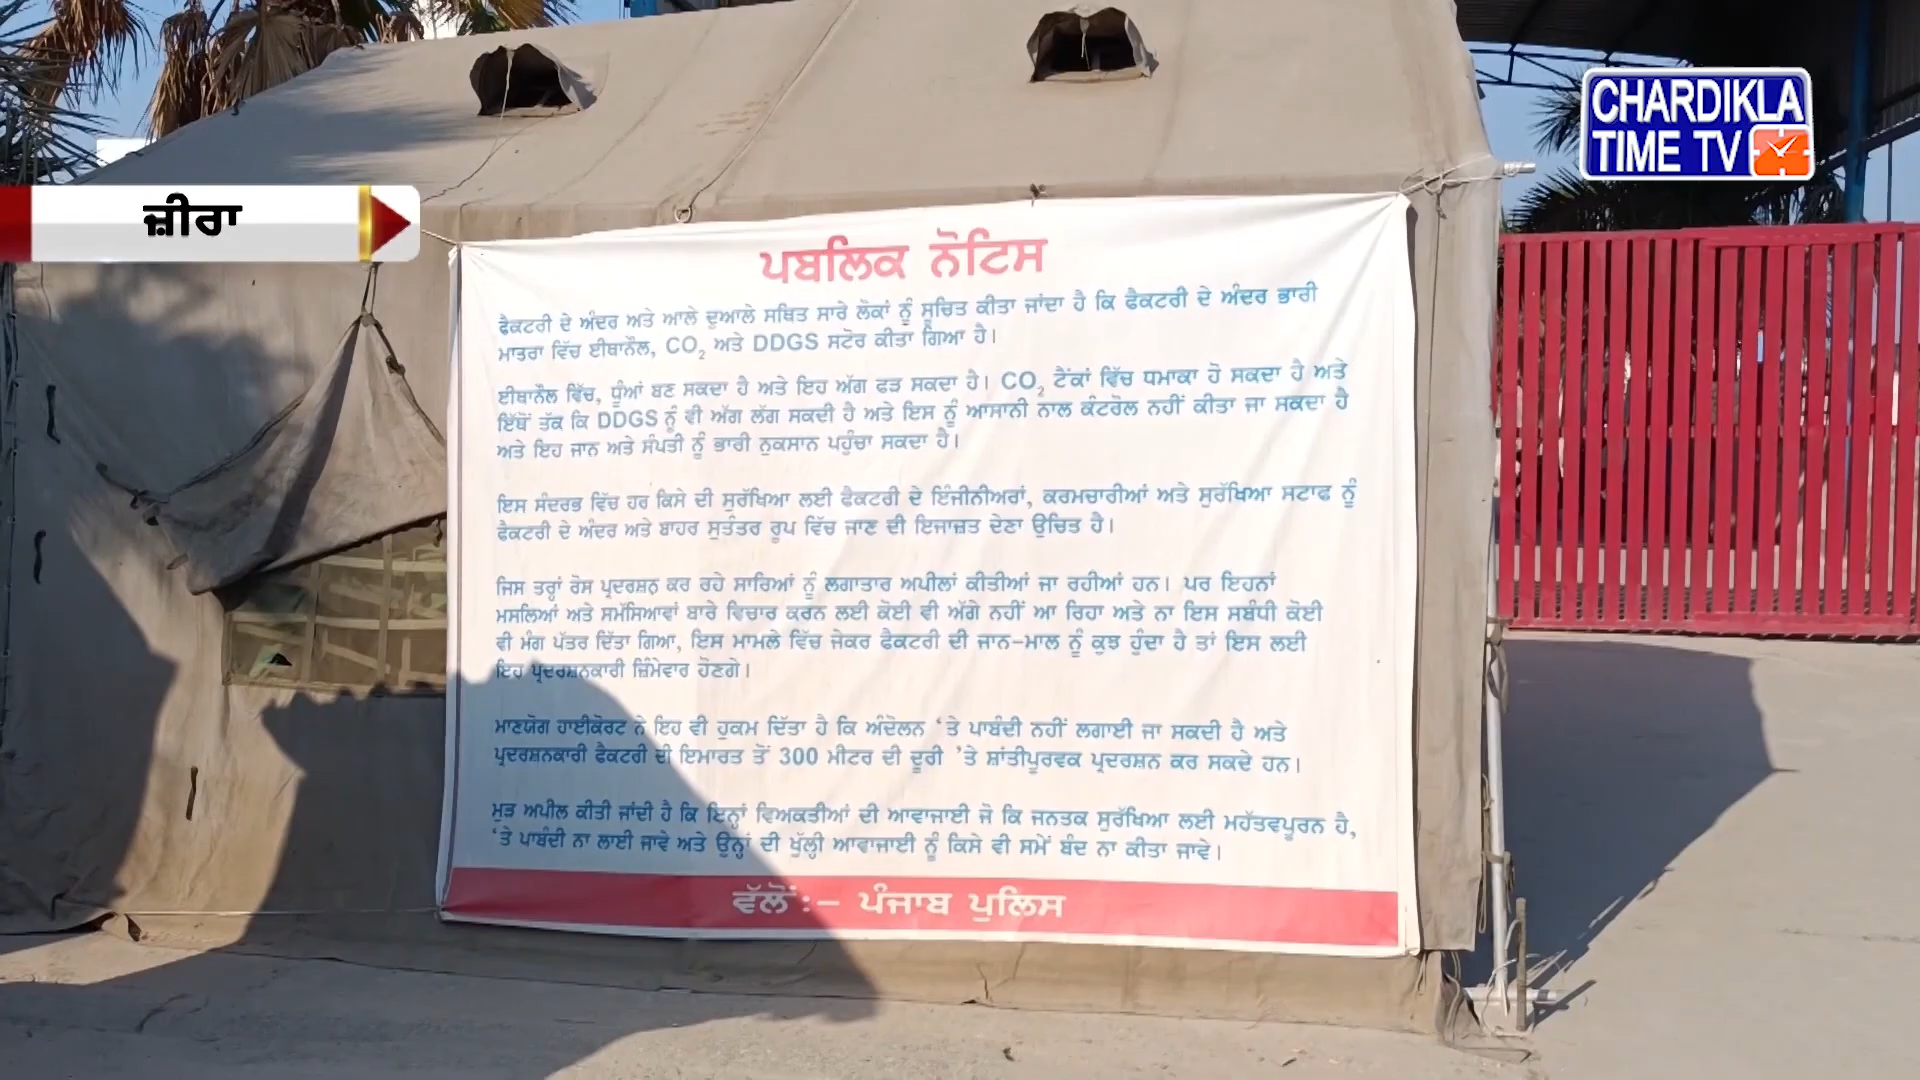 CHARDIKLA
TIME TV
ਜ਼ੀਰਾ
ਪਬਲਿਕ ਨੋਟਿਸ
ਫੈਕਟਰੀ ਦੇ ਅੰਦਰ ਅਤੇ ਆਲੇ ਦੁਆਲੇ ਸਥਿਤ ਸਾਰੇ ਲੋਕਾਂ ਨੂੰ ਸੂਚਿਤ ਕੀਤਾ ਜਾਂਦਾ ਹੈ ਕਿ ਫੈਕਟਰੀ ਦੇ ਅੰਦਰ ਭਾਰੀ
ਮਾਤਰਾ ਵਿੱਚ ਈਥਾਨੌਲ, CO₂ ਅਤੇ DDGS ਸਟੋਰ ਕੀਤਾ ਗਿਆ ਹੈ।
ਈਥਾਨੌਲ ਵਿੱਚ, ਧੂੰਆਂ ਬਣ ਸਕਦਾ ਹੈ ਅਤੇ ਇਹ ਅੱਗ ਫੜ ਸਕਦਾ ਹੈ। CO₂ ਟੈਂਕਾਂ ਵਿੱਚ ਧਮਾਕਾ ਹੋ ਸਕਦਾ ਹੈ ਅਤੇ
ਇੱਥੋਂ ਤੱਕ ਕਿ DDGS ਨੂੰ ਵੀ ਅੱਗ ਲੱਗ ਸਕਦੀ ਹੈ ਅਤੇ ਇਸ ਨੂੰ ਆਸਾਨੀ ਨਾਲ ਕੰਟਰੋਲ ਨਹੀਂ ਕੀਤਾ ਜਾ ਸਕਦਾ ਹੈ
ਅਤੇ ਇਹ ਜਾਨ ਅਤੇ ਸੰਪਤੀ ਨੂੰ ਭਾਰੀ ਨੁਕਸਾਨ ਪਹੁੰਚਾ ਸਕਦਾ ਹੈ।
ਇਸ ਸੰਦਰਭ ਵਿੱਚ ਹਰ ਕਿਸੇ ਦੀ ਸੁਰੱਖਿਆ ਲਈ ਫੈਕਟਰੀ ਦੇ ਇੰਜੀਨੀਅਰਾਂ, ਕਰਮਚਾਰੀਆਂ ਅਤੇ ਸੁਰੱਖਿਆ ਸਟਾਫ ਨੂੰ
ਫੈਕਟਰੀ ਦੇ ਅੰਦਰ ਅਤੇ ਬਾਹਰ ਸੁਤੰਤਰ ਰੂਪ ਵਿੱਚ ਜਾਣ ਦੀ ਇਜਾਜ਼ਤ ਦੇਣਾ ਉਚਿਤ ਹੈ।
ਜਿਸ ਤਰ੍ਹਾਂ ਰੋਸ ਪ੍ਰਦਰਸ਼ਨ ਕਰ ਰਹੇ ਸਾਰਿਆਂ ਨੂੰ ਲਗਾਤਾਰ ਅਪੀਲਾਂ ਕੀਤੀਆਂ ਜਾ ਰਹੀਆਂ ਹਨ। ਪਰ ਇਹਨਾਂ
ਮਸਲਿਆਂ ਅਤੇ ਸਮੱਸਿਆਵਾਂ ਬਾਰੇ ਵਿਚਾਰ ਕਰਨ ਲਈ ਕੋਈ ਵੀ ਅੱਗੇ ਨਹੀਂ ਆ ਰਿਹਾ ਅਤੇ ਨਾ ਇਸ ਸਬੰਧੀ ਕੋਈ
ਵੀ ਮੰਗ ਪੱਤਰ ਦਿੱਤਾ ਗਿਆ, ਇਸ ਮਾਮਲੇ ਵਿੱਚ ਜੇਕਰ ਫੈਕਟਰੀ ਦੀ ਜਾਨ-ਮਾਲ ਨੂੰ ਕੁਝ ਹੁੰਦਾ ਹੈ ਤਾਂ ਇਸ ਲਈ
ਇਹ ਪ੍ਰਦਰਸ਼ਨਕਾਰੀ ਜ਼ਿੰਮੇਵਾਰ ਹੋਣਗੇ।
ਮਾਣਯੋਗ ਹਾਈਕੋਰਟ ਨੇ ਇਹ ਵੀ ਹੁਕਮ ਦਿੱਤਾ ਹੈ ਕਿ ਅੰਦੋਲਨ 'ਤੇ ਪਾਬੰਦੀ ਨਹੀਂ ਲਗਾਈ ਜਾ ਸਕਦੀ ਹੈ ਅਤੇ
ਪ੍ਰਦਰਸ਼ਨਕਾਰੀ ਫੈਕਟਰੀ ਦੀ ਇਮਾਰਤ ਤੋਂ 300 ਮੀਟਰ ਦੀ ਦੂਰੀ 'ਤੇ ਸ਼ਾਂਤੀਪੂਰਵਕ ਪ੍ਰਦਰਸ਼ਨ ਕਰ ਸਕਦੇ ਹਨ।
ਮੁੜ ਅਪੀਲ ਕੀਤੀ ਜਾਂਦੀ ਹੈ ਕਿ ਇਨ੍ਹਾਂ ਵਿਅਕਤੀਆਂ ਦੀ ਆਵਾਜਾਈ ਜੋ ਕਿ ਜਨਤਕ ਸੁਰੱਖਿਆ ਲਈ ਮਹੱਤਵਪੂਰਨ ਹੈ,
'ਤੇ ਪਾਬੰਦੀ ਨਾ ਲਾਈ ਜਾਵੇ ਅਤੇ ਉਨ੍ਹਾਂ ਦੀ ਖੁੱਲ੍ਹੀ ਆਵਾਜਾਈ ਨੂੰ ਕਿਸੇ ਵੀ ਸਮੇਂ ਬੰਦ ਨਾ ਕੀਤਾ ਜਾਵੇ।
ਵੱਲੋਂ :- ਪੰਜਾਬ ਪੁਲਿਸ